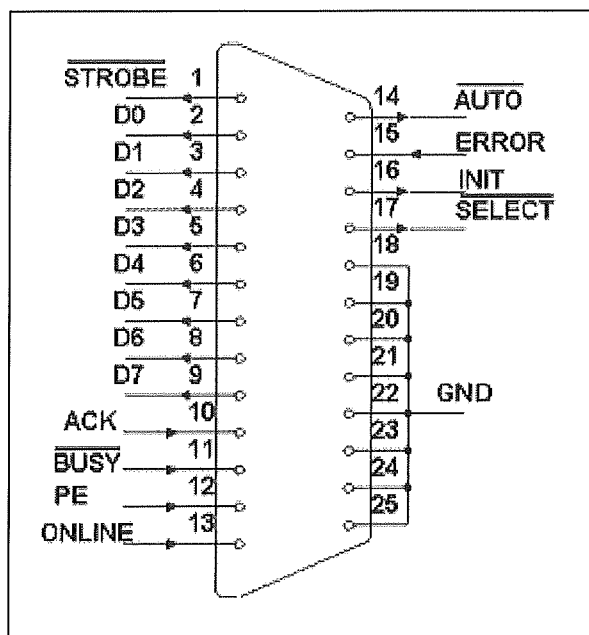 STROBE 1
D0 2
D1 3
D2 4
D3 5
D4 6
D5 7
D6 8
D7 9
ACK 10
BUSY 11
PE 12
ONLINE 13
14 AUTO
15 ERROR
16 INIT
17 SELECT
18
19
20
21
22 GND
23
24
25